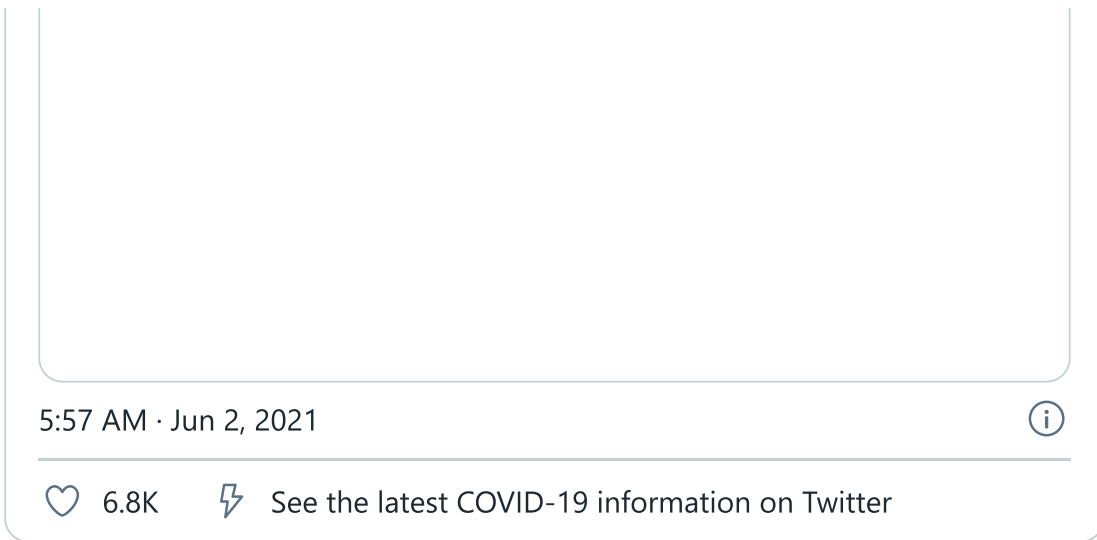 5:57 AM · Jun 2, 2021
6.8K See the latest COVID-19 information on Twitter